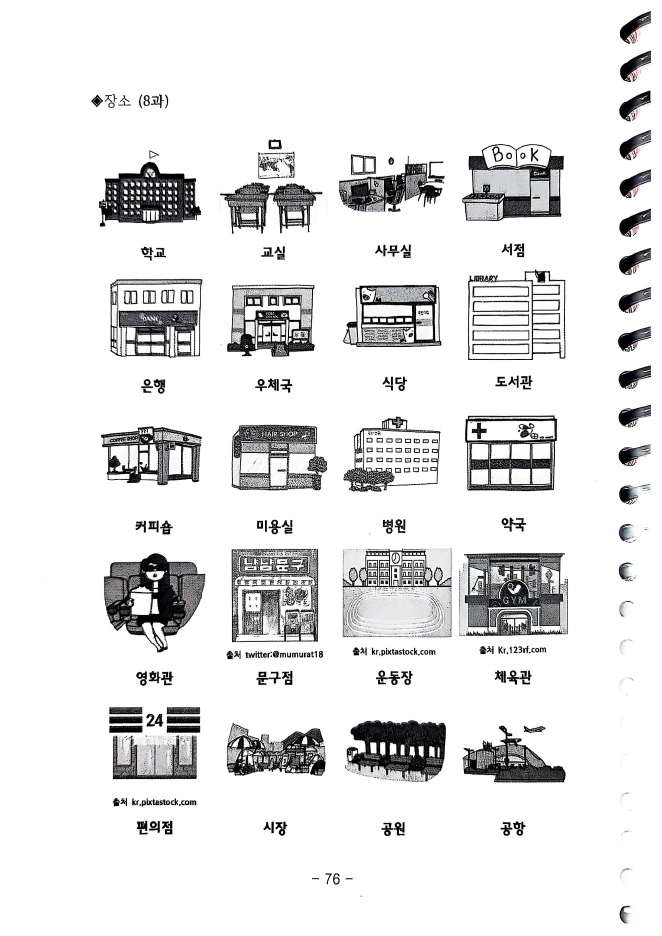 ◈장소 (8과)
BOOK
학교 교실 사무실 서점
BANK
LIBRARY
은행 우체국 식당 도서관
COFFEE SHOP
HAIR SHOP
커피숍 미용실 병원 약국
GYM
출처 twitter:@mumurat18
출처 kr.pixtastock.com
출처 Kr.123rf.com
영화관 문구점 운동장 체육관
24
출처 kr.pixtastock.com
편의점 시장 공원 공항
- 76 -